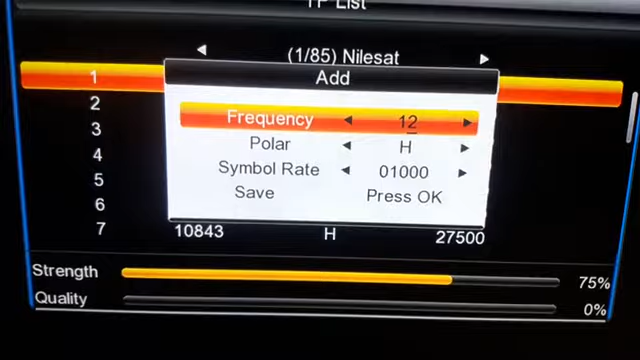 TP List
(1/85) Nilesat
Add
1
2
3
4
5
6
7
Frequency 12
Polar H
Symbol Rate 01000
Save Press OK
10843 H 27500
Strength 75%
Quality 0%